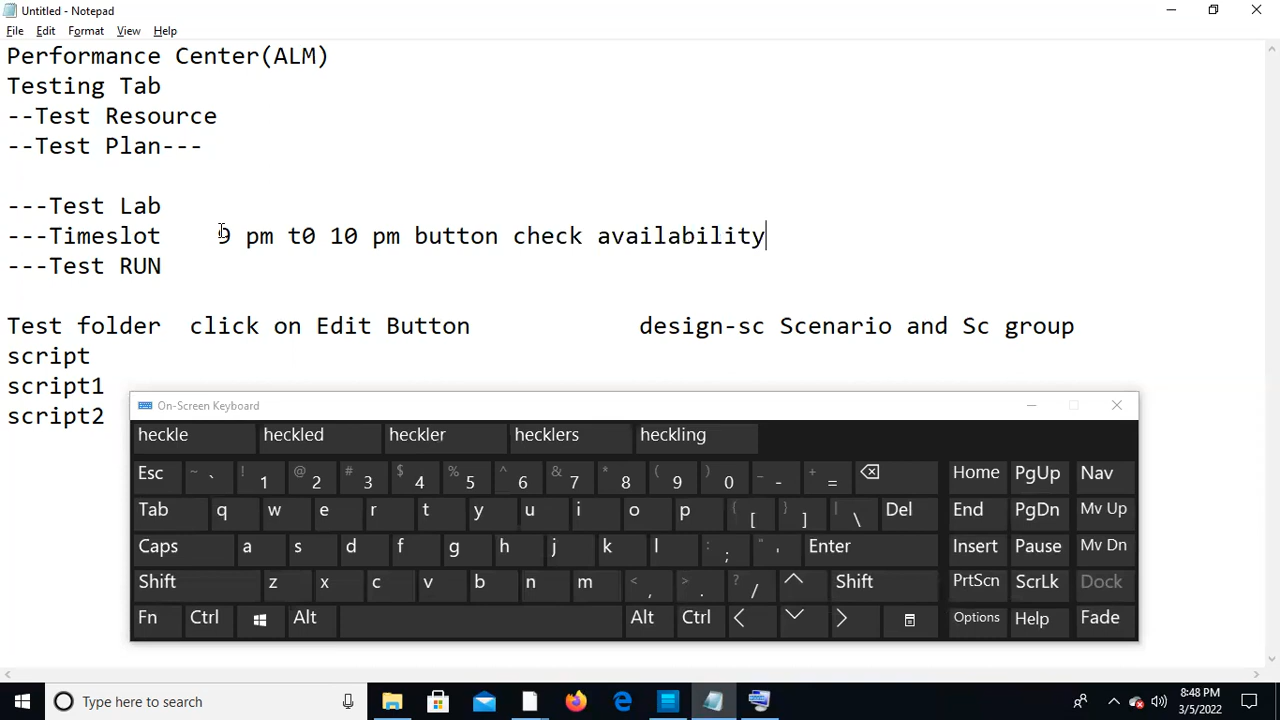 Untitled - Notepad
File Edit Format View Help
Performance Center(ALM)
Testing Tab
--Test Resource
--Test Plan---
---Test Lab
---Timeslot 9 pm t0 10 pm button check availability
---Test RUN
Test folder click on Edit Button design-sc Scenario and Sc group
script
script1
script2
On-Screen Keyboard
heckle heckled heckler hecklers heckling
Esc ~ ` ! 1 @ 2 # 3 $ 4 % 5 ^ 6 & 7 * 8 ( 9 ) 0 _ - + = Home PgUp Nav
Tab q w e r t y u i o p { [ } ] | \ Del End PgDn Mv Up
Caps a s d f g h j k l : ; " ' Enter Insert Pause Mv Dn
Shift z x c v b n m < , > . ? / Shift PrtScn ScrLk Dock
Fn Ctrl Alt Alt Ctrl Options Help Fade
Type here to search
8:48 PM
3/5/2022